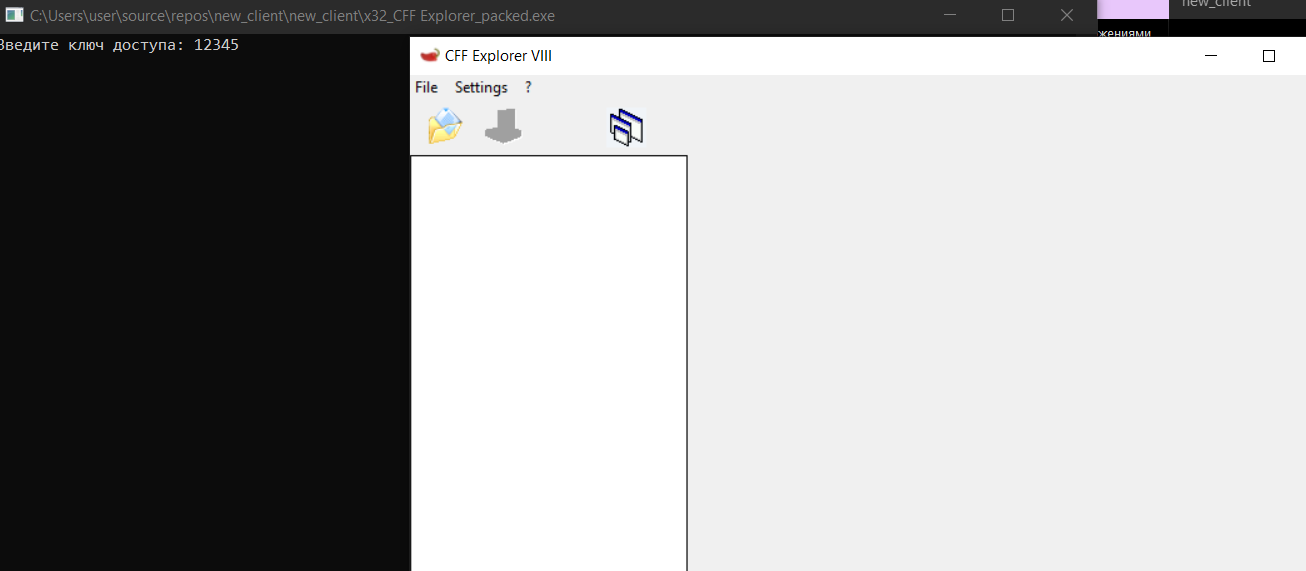 C:\Users\user\source\repos\new_client\new_client\x32_CFF Explorer_packed.exe
new_client
жениями
Введите ключ доступа: 12345
CFF Explorer VIII
File Settings ?